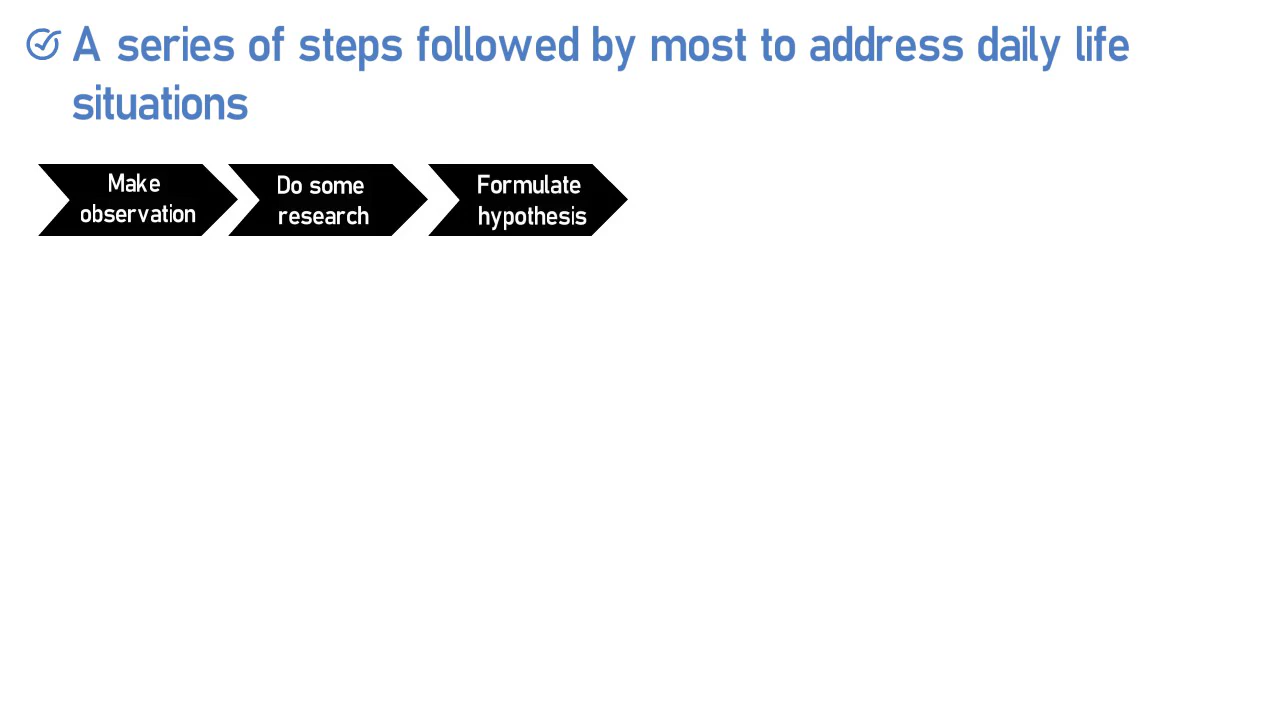 A series of steps followed by most to address daily life
situations
Make
observation
Do some
research
Formulate
hypothesis